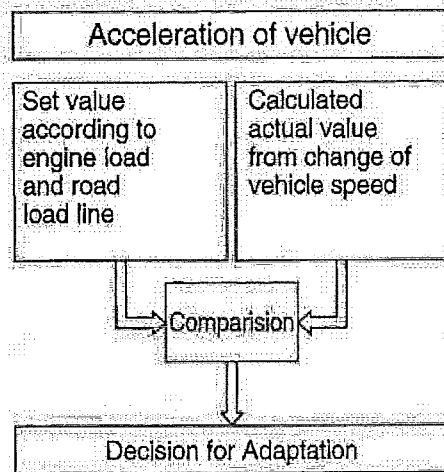 Acceleration of vehicle
Set value
according to
engine load
and road
load line
Calculated
actual value
from change of
vehicle speed
Comparision
Decision for Adaptation